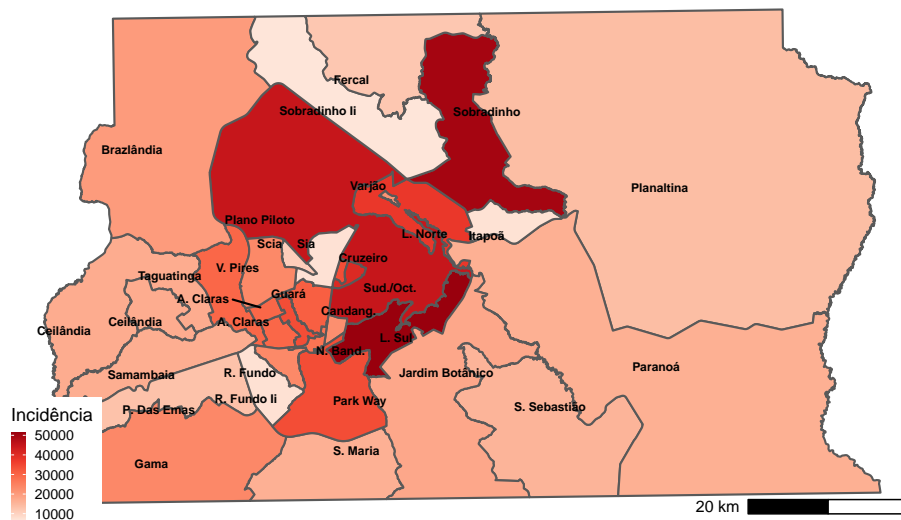 Fercal
Sobradinho Ii
Sobradinho
Brazlândia
Varjão
Planaltina
Plano Piloto
L. Norte
Itapoã
Scia
Sia
Cruzeiro
V. Pires
Taguatinga
Sud./Oct.
A. Claras
Guará
Candang.
Ceilândia
Ceilândia
A. Claras
L. Sul
N. Band.
Samambaia
R. Fundo
Jardim Botânico
Paranoá
R. Fundo Ii
Park Way
P. Das Emas
S. Sebastião
S. Maria
Gama
Incidência
50000
40000
30000
20000
10000
20 km